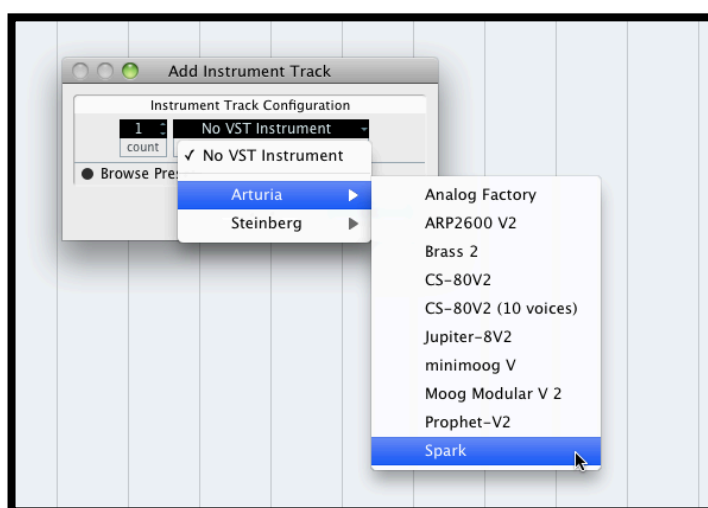 Add Instrument Track
Instrument Track Configuration
1 No VST Instrument
count
✓ No VST Instrument
Browse Pre
Arturia
Steinberg
Analog Factory
ARP2600 V2
Brass 2
CS-80V2
CS-80V2 (10 voices)
Jupiter-8V2
minimoog V
Moog Modular V 2
Prophet-V2
Spark